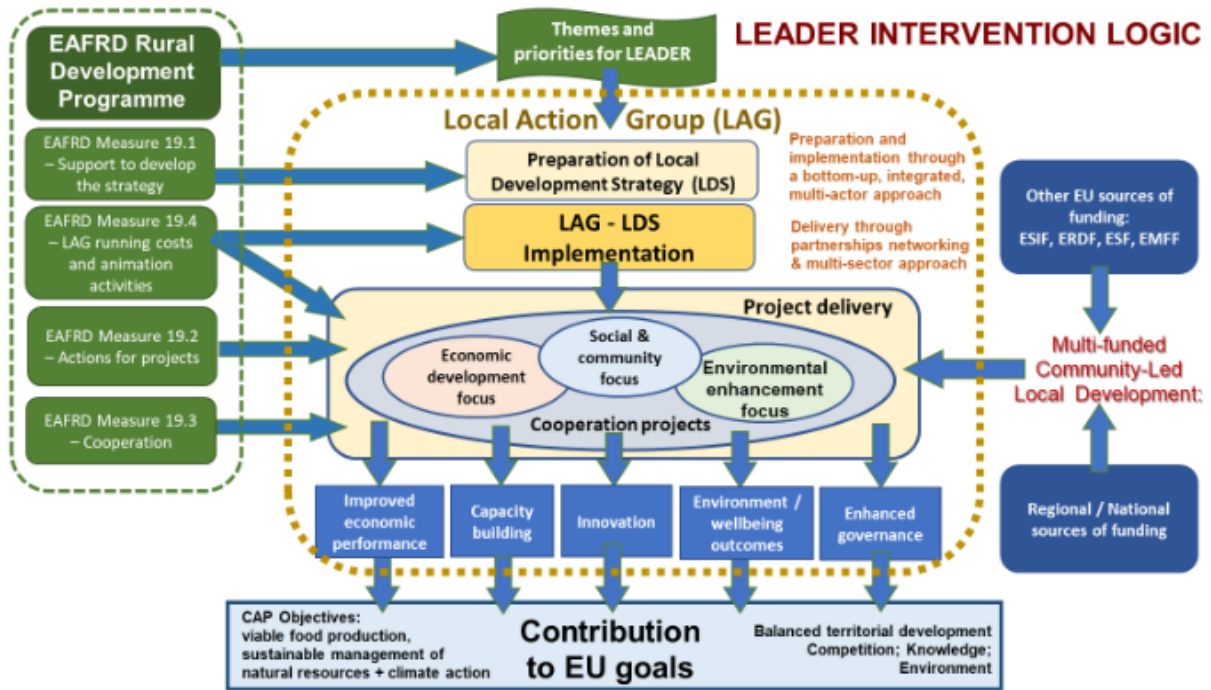 LEADER INTERVENTION LOGIC
EAFRD Rural
Development
Programme
Themes and
priorities for LEADER
EAFRD Measure 19.1
– Support to develop
the strategy
EAFRD Measure 19.4
– LAG running costs
and animation
activities
EAFRD Measure 19.2
– Actions for projects
EAFRD Measure 19.3
– Cooperation
Local Action Group (LAG)
Preparation of Local
Development Strategy (LDS)
LAG - LDS
Implementation
Preparation and
implementation through
a bottom-up, integrated,
multi-actor approach
Delivery through
partnerships networking
& multi-sector approach
Project delivery
Economic
development
focus
Social &
community
focus
Environmental
enhancement
focus
Cooperation projects
Other EU sources of
funding:
ESIF, ERDF, ESF, EMFF
Multi-funded
Community-Led
Local Development:
Regional / National
sources of funding
Improved
economic
performance
Capacity
building
Innovation
Environment /
wellbeing
outcomes
Enhanced
governance
CAP Objectives:
viable food production,
sustainable management of
natural resources + climate action
Contribution
to EU goals
Balanced territorial development
Competition; Knowledge;
Environment